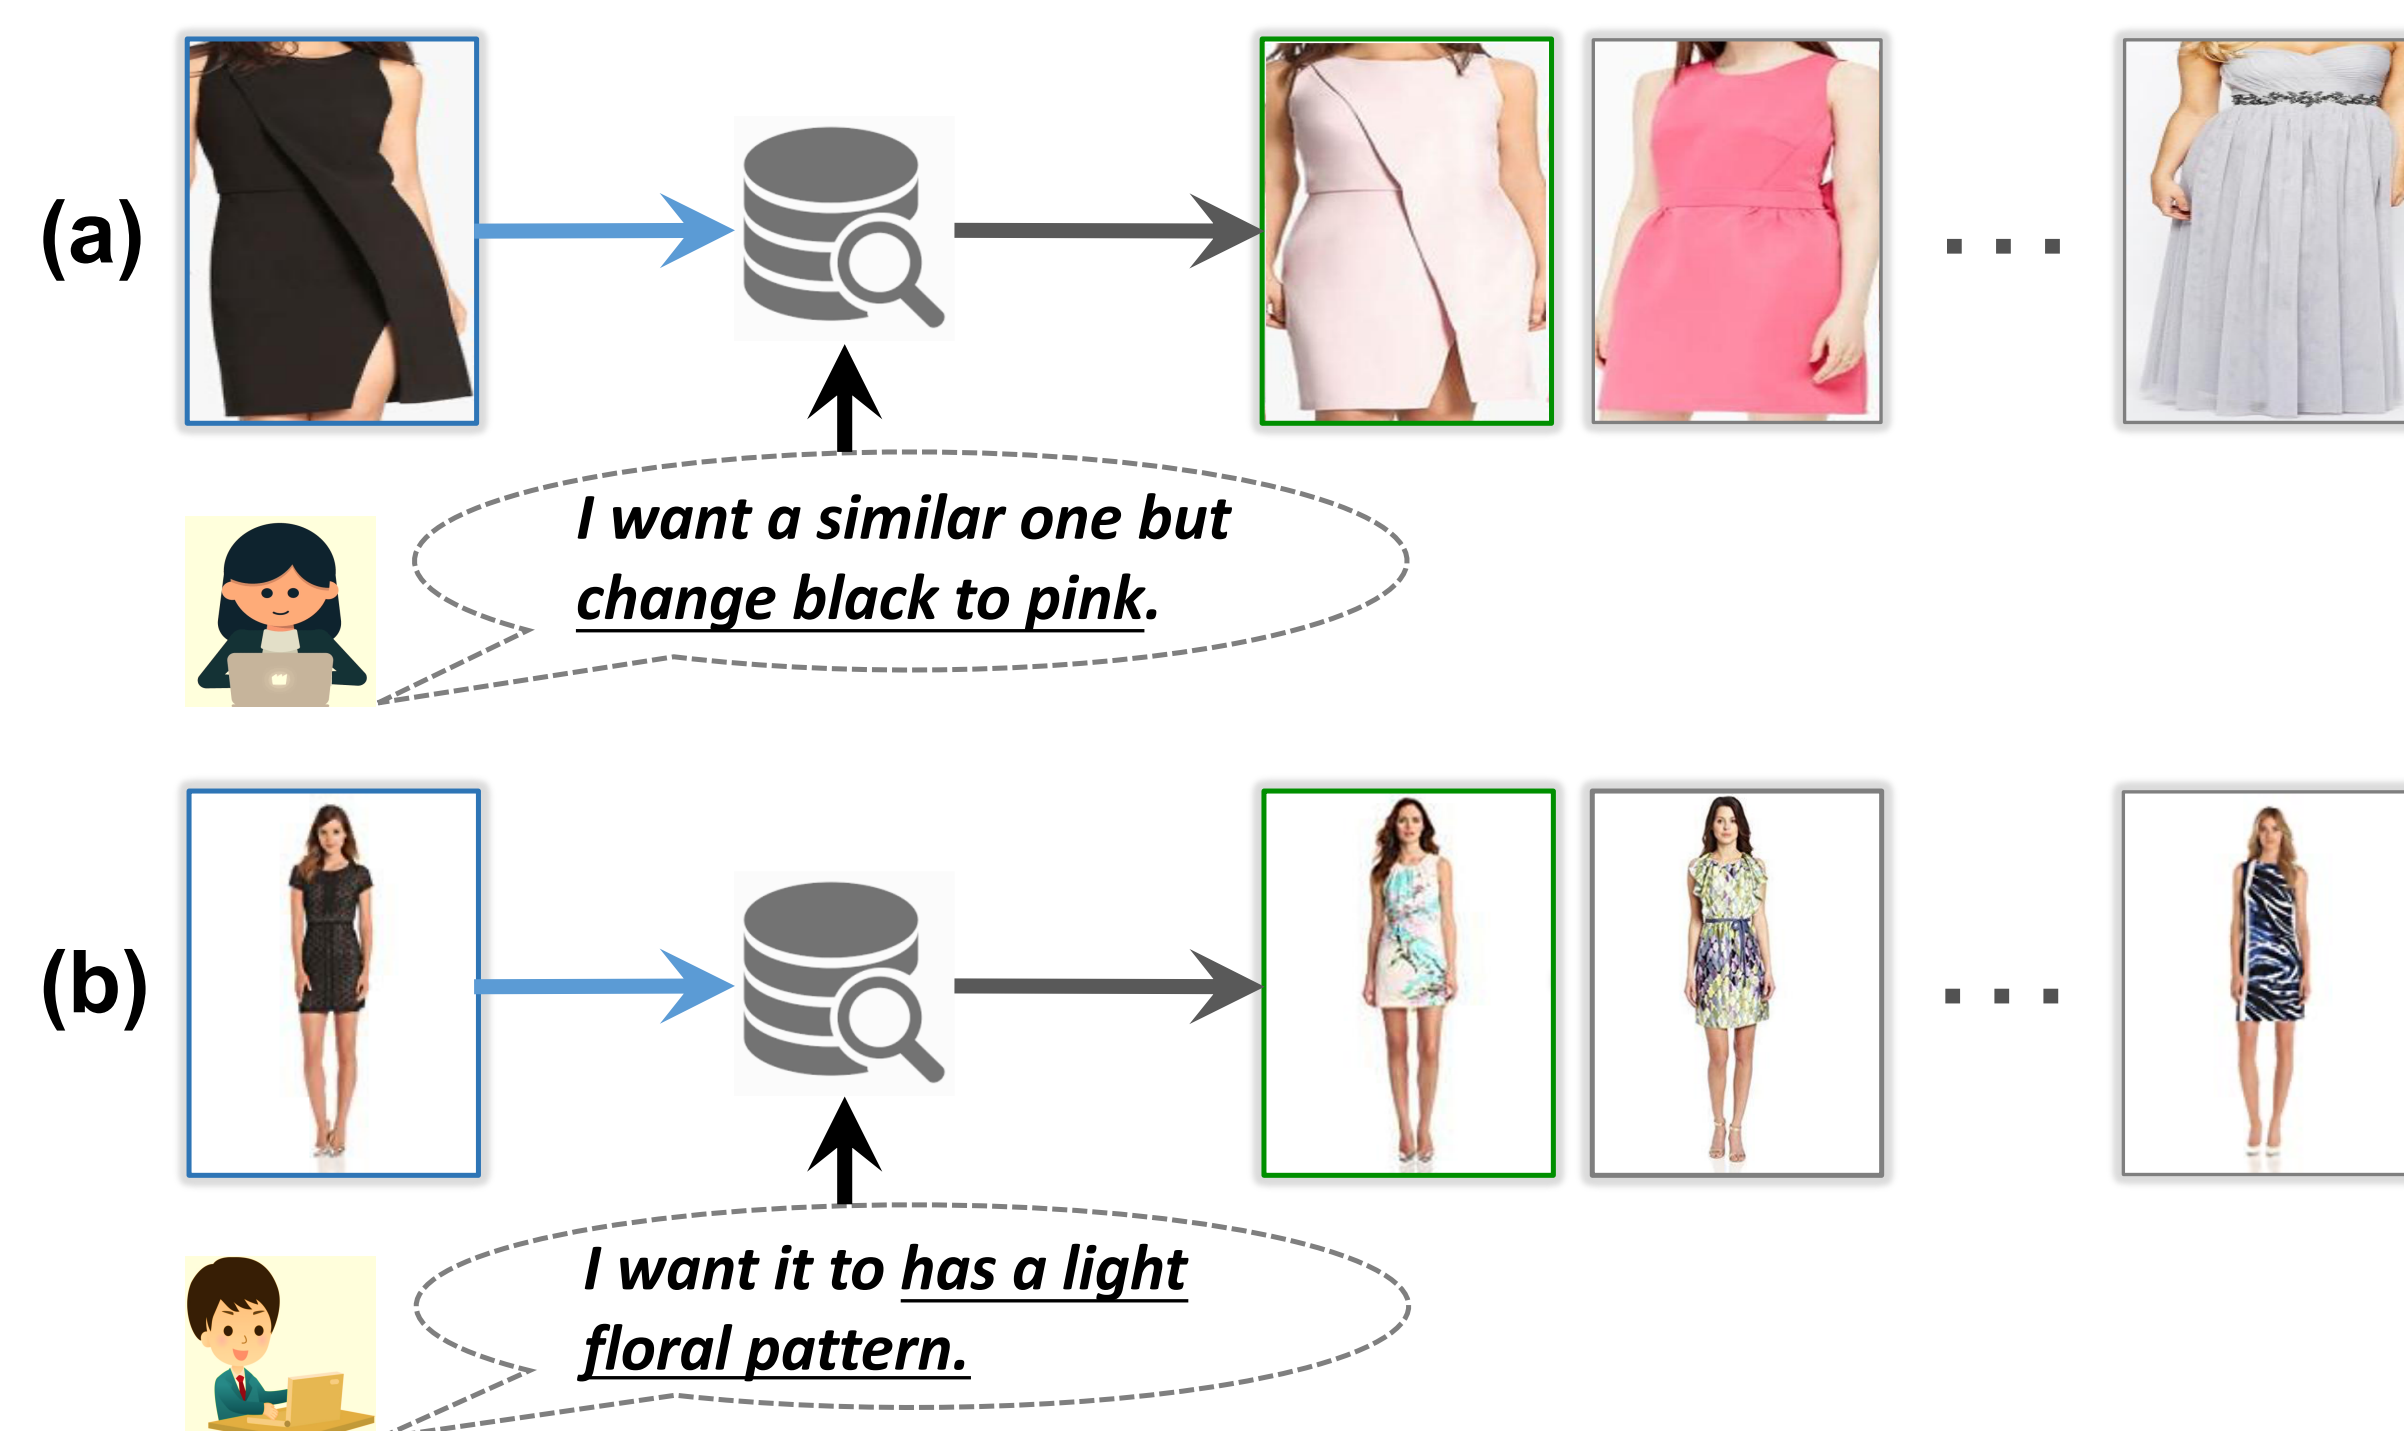 (a)
I want a similar one but
change black to pink.
(b)
I want it to has a light
floral pattern.